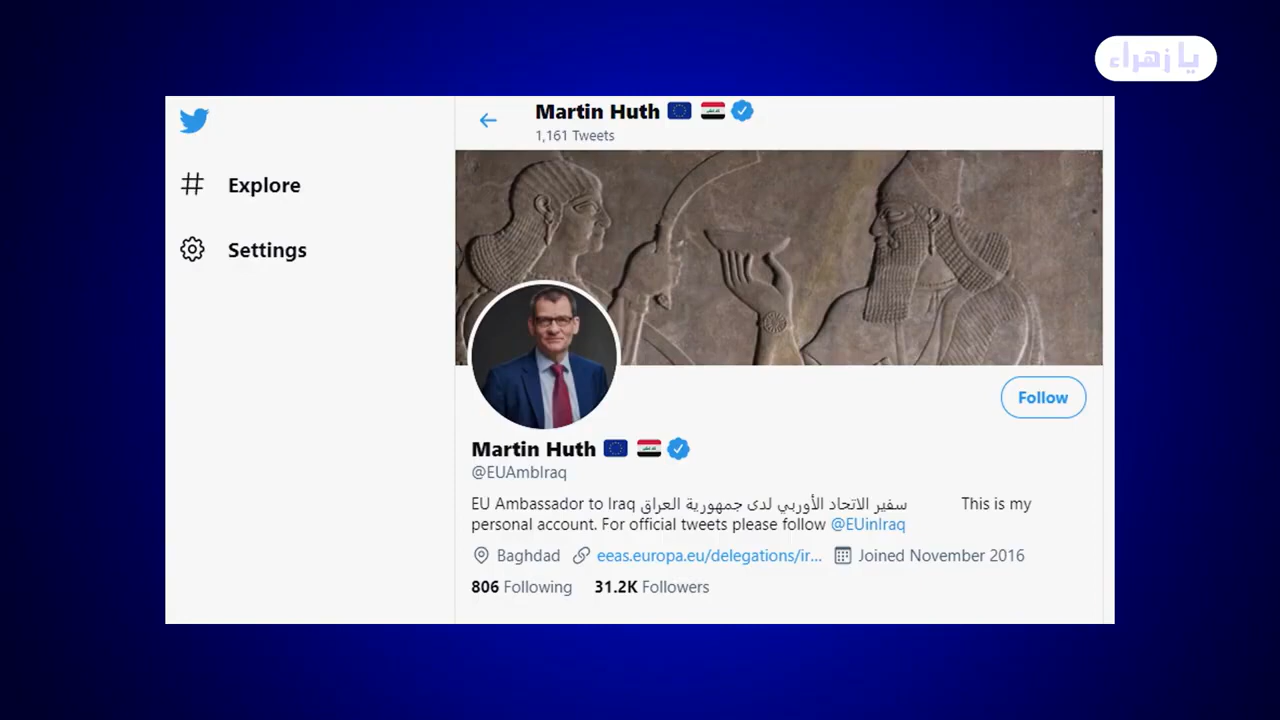 يا زهراء
Martin Huth
1,161 Tweets
Explore
Settings
Follow
Martin Huth
@EUAmbIraq
EU Ambassador to Iraq سفير الاتحاد الأوربي لدى جمهورية العراق This is my
personal account. For official tweets please follow @EUinIraq
Baghdad eeas.europa.eu/delegations/ir... Joined November 2016
806 Following 31.2K Followers